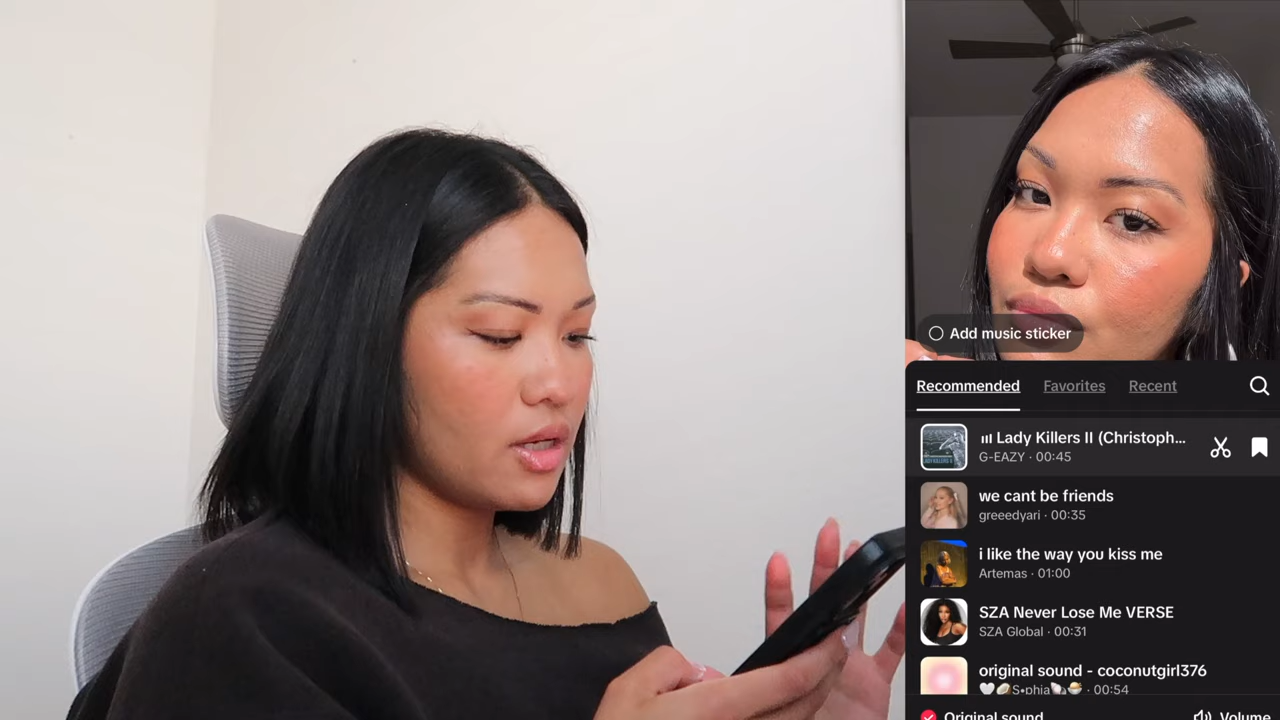 Add music sticker
Recommended
Favorites
Recent
Lady Killers II (Christoph...
G-EAZY · 00:45
we cant be friends
greeedyari · 00:35
i like the way you kiss me
Artemas · 01:00
SZA Never Lose Me VERSE
SZA Global · 00:31
original sound - coconutgirl376
🤍🥥S•phia🐚🍜 · 00:54
Original sound
Volume